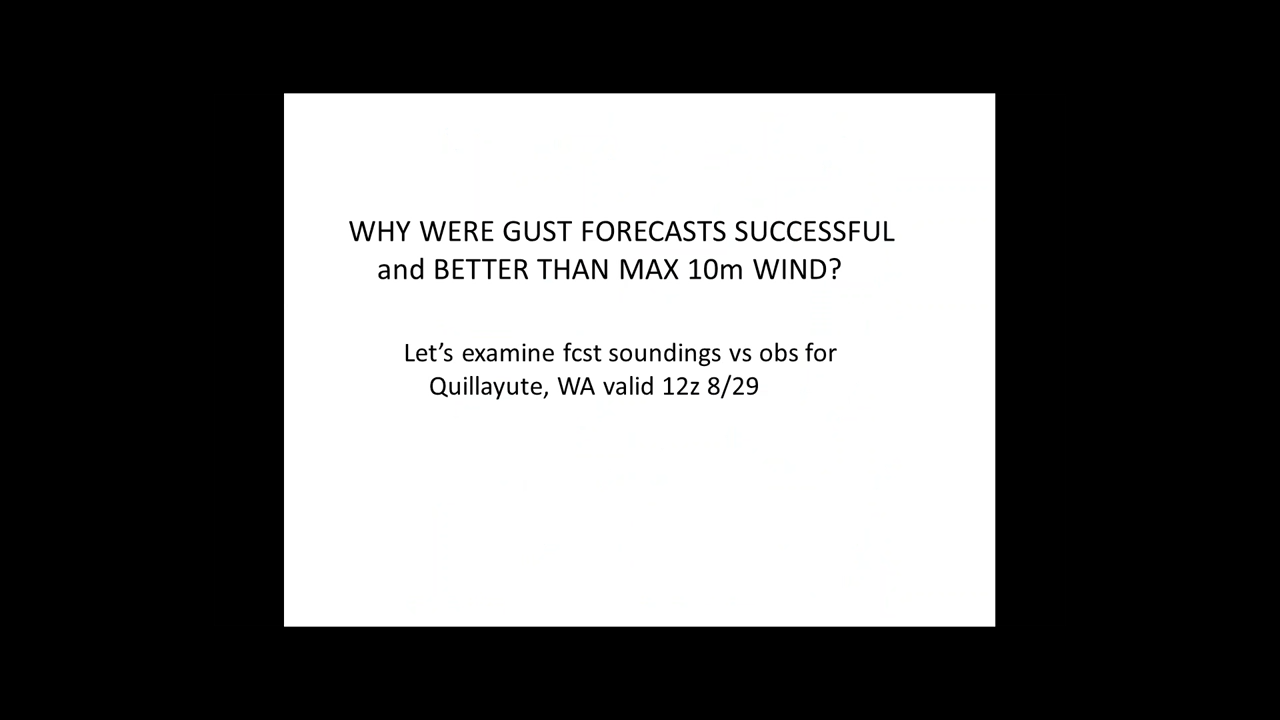 WHY WERE GUST FORECASTS SUCCESSFUL
and BETTER THAN MAX 10m WIND?
Let’s examine fcst soundings vs obs for
Quillayute, WA valid 12z 8/29